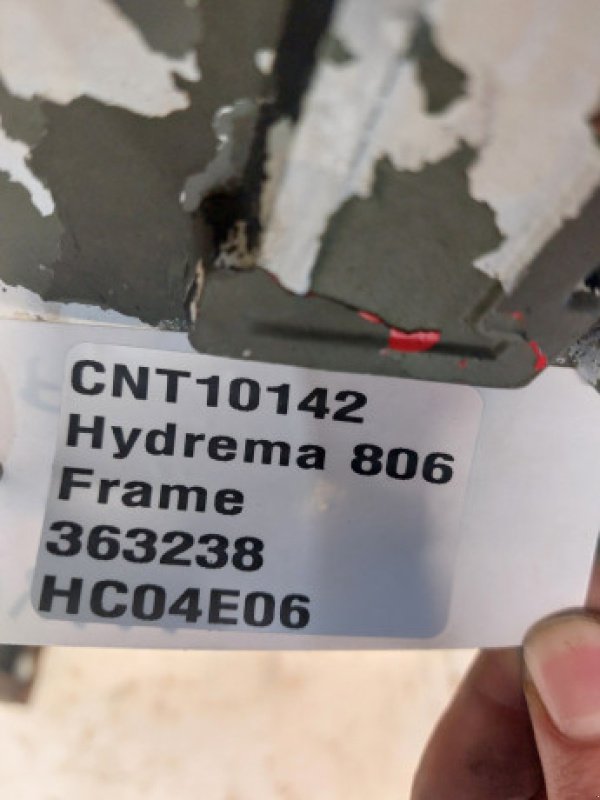 CNT10142
Hydrema 806
Frame
363238
HC04E06